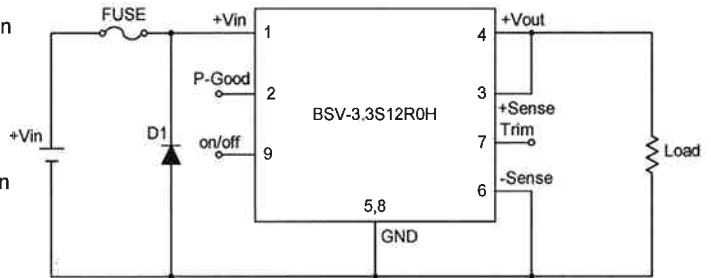 FUSE
n
+Vin
1
4
+Vout
P-Good
2
3
+Sense
BSV-3,3S12R0H
+Vin
D1
on/off
9
7
Trim
Load
n
6
-Sense
5,8
GND